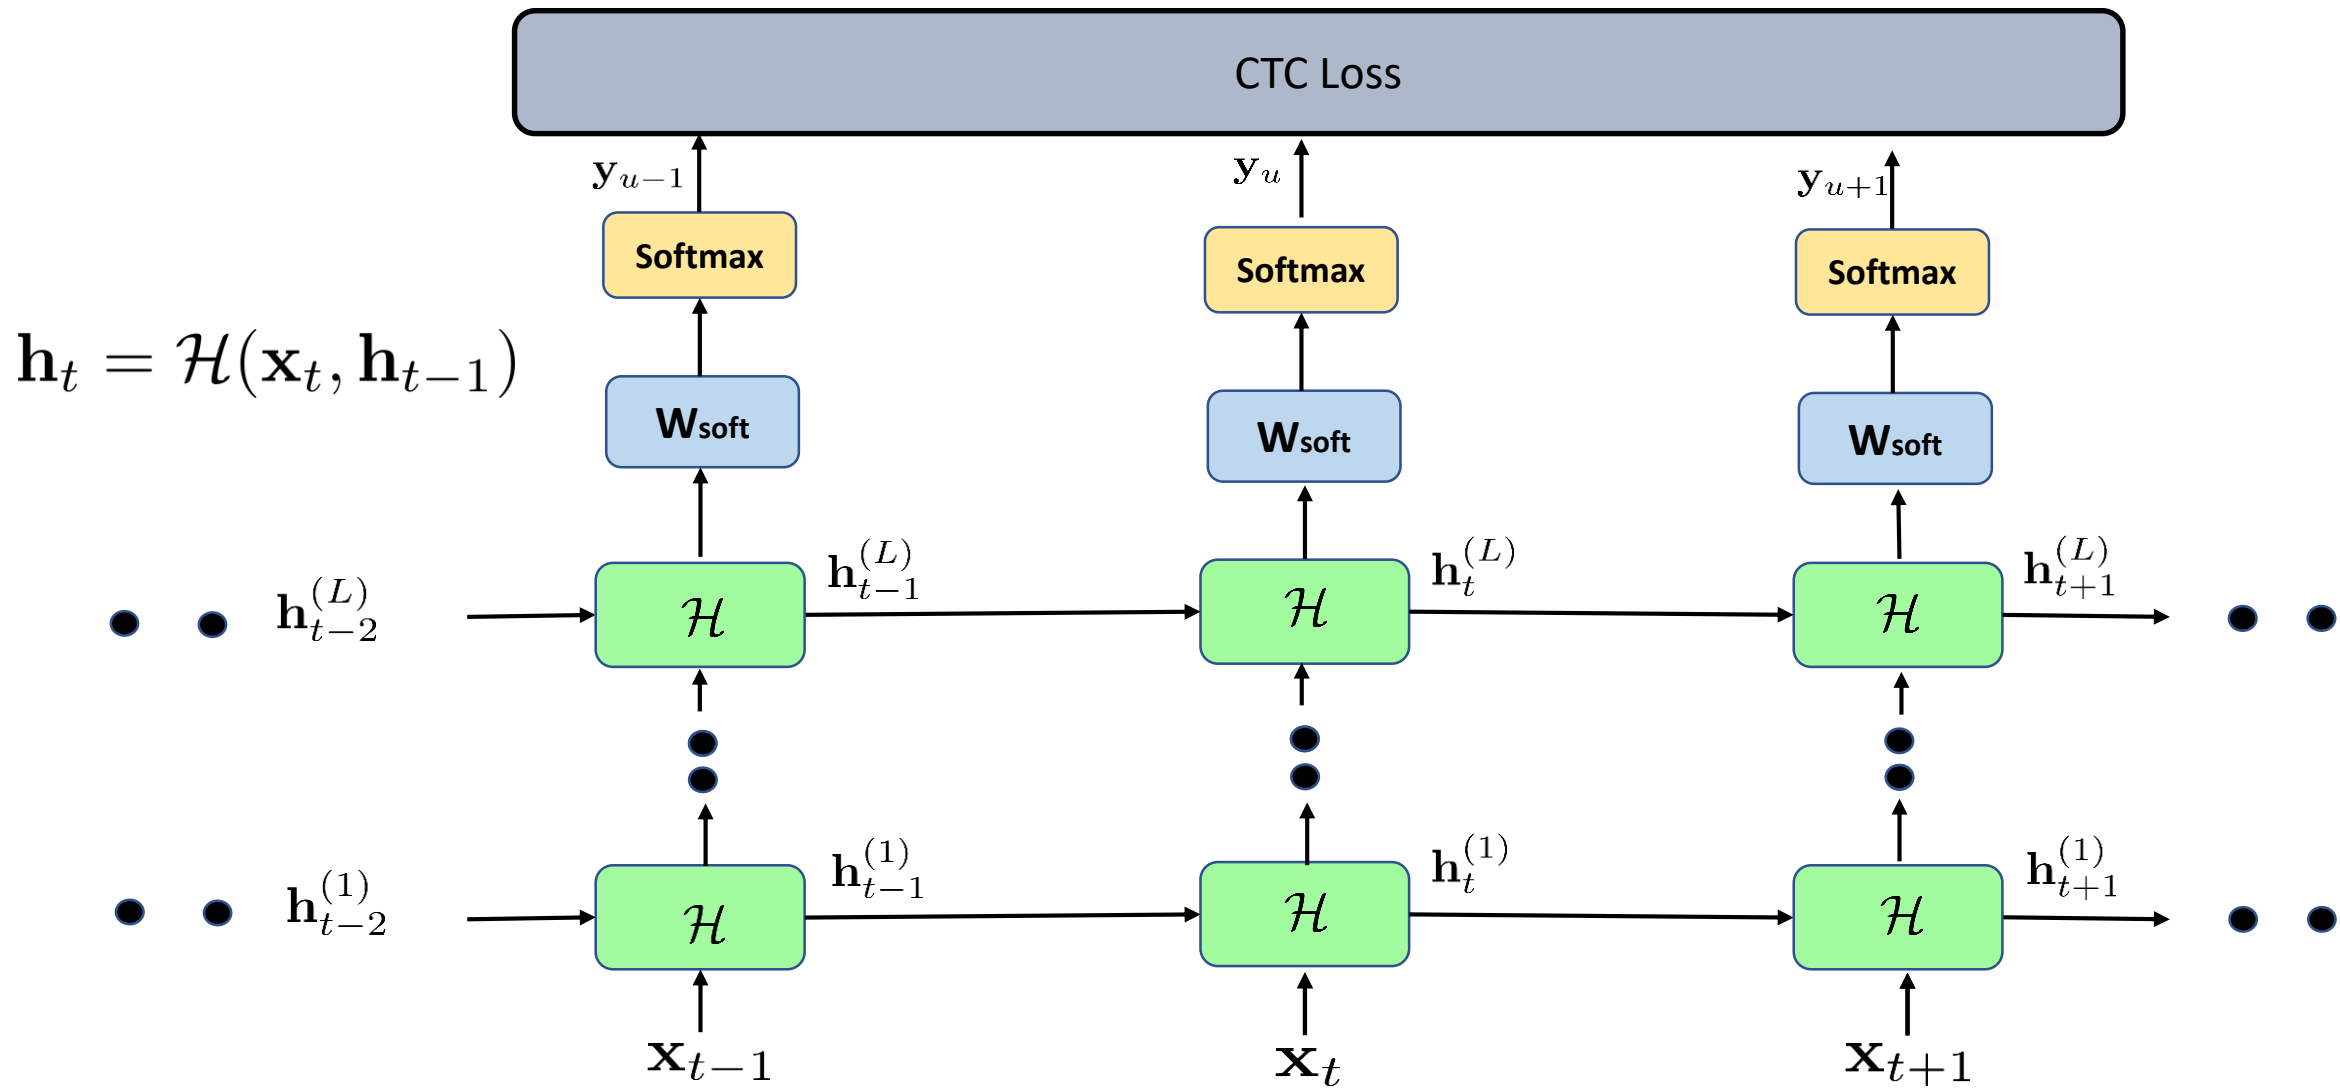 CTC Loss
y_{u−1} y_u y_{u+1}
Softmax Softmax Softmax
h_t = ℋ(x_t, h_{t−1})
W_soft W_soft W_soft
h_{t−2}^{(L)} ℋ h_{t−1}^{(L)} ℋ h_t^{(L)} ℋ h_{t+1}^{(L)}
h_{t−2}^{(1)} ℋ h_{t−1}^{(1)} ℋ h_t^{(1)} ℋ h_{t+1}^{(1)}
x_{t−1} x_t x_{t+1}